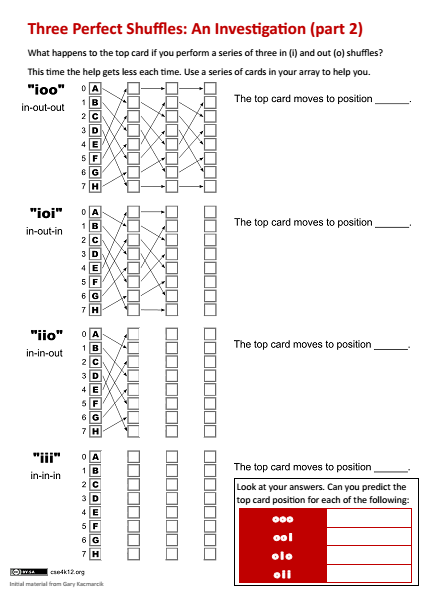 Three Perfect Shuffles: An Investigation (part 2)
What happens to the top card if you perform a series of three in (i) and out (o) shuffles?
This time the help gets less each time. Use a series of cards in your array to help you.
"ioo"
in-out-out
0 A
1 B
2 C
3 D
4 E
5 F
6 G
7 H
The top card moves to position ______.
"ioi"
in-out-in
0 A
1 B
2 C
3 D
4 E
5 F
6 G
7 H
The top card moves to position ______.
"iio"
in-in-out
0 A
1 B
2 C
3 D
4 E
5 F
6 G
7 H
The top card moves to position ______.
"iii"
in-in-in
0 A
1 B
2 C
3 D
4 E
5 F
6 G
7 H
The top card moves to position ______.
Look at your answers. Can you predict the
top card position for each of the following:
ooo
ooi
oio
oii
CC BY-SA cse4k12.org
Initial material from Gary Kacmarcik